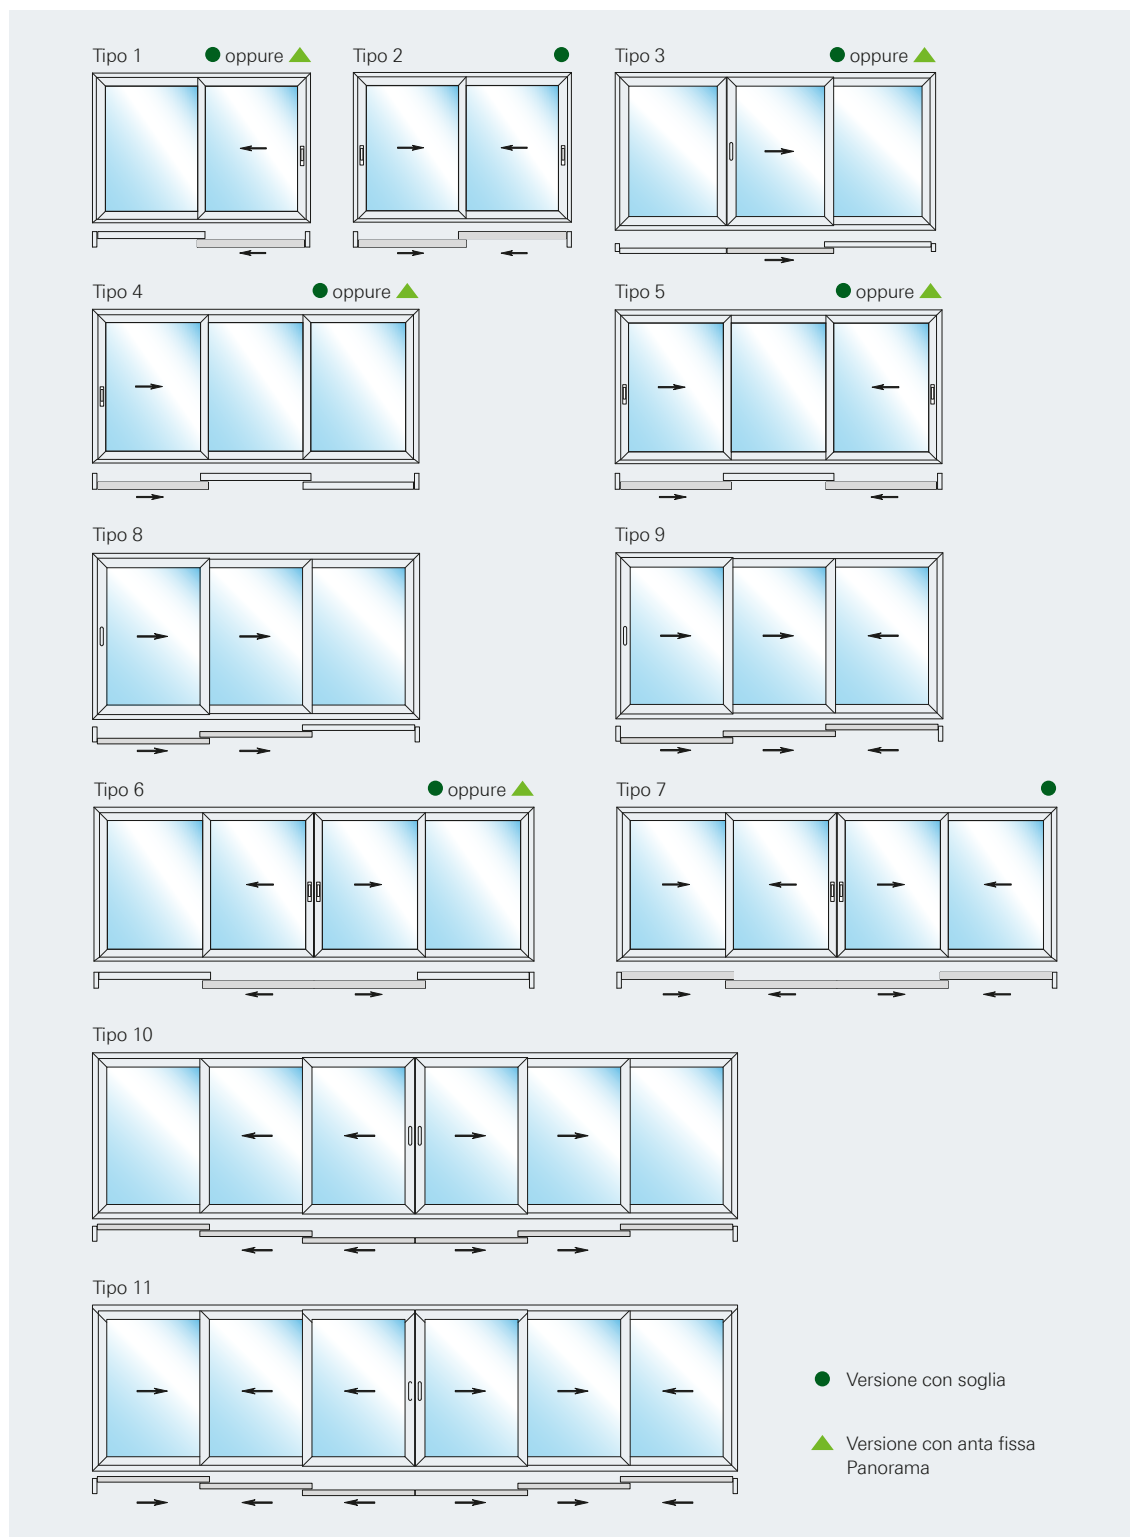 Tipo 1 oppure
Tipo 2
Tipo 3 oppure
Tipo 4 oppure
Tipo 5 oppure
Tipo 8
Tipo 9
Tipo 6 oppure
Tipo 7
Tipo 10
Tipo 11
Versione con soglia
Versione con anta fissa
Panorama